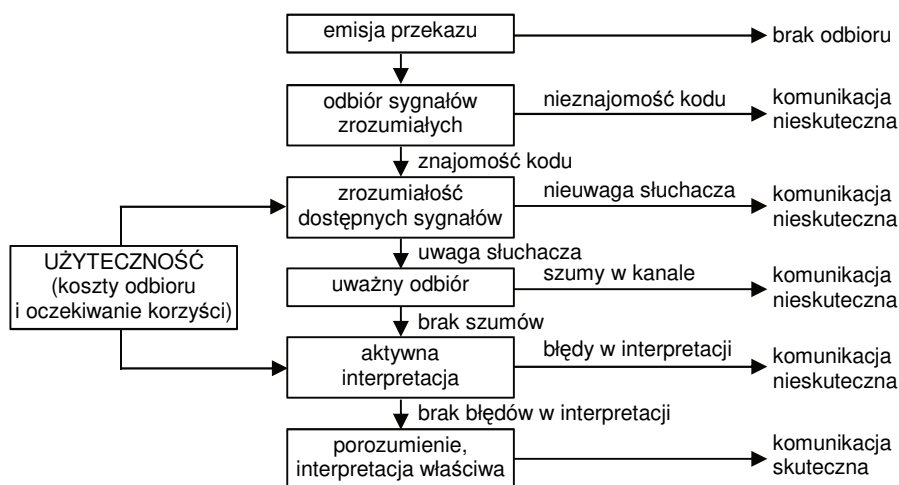 emisja przekazu
brak odbioru
odbiór sygnałów
zrozumiałych
nieznajomość kodu
komunikacja
nieskuteczna
znajomość kodu
zrozumiałość
dostępnych sygnałów
nieuwaga słuchacza
komunikacja
nieskuteczna
uwaga słuchacza
UŻYTECZNOŚĆ
(koszty odbioru
i oczekiwanie korzyści)
uważny odbiór
szumy w kanale
komunikacja
nieskuteczna
brak szumów
aktywna
interpretacja
błędy w interpretacji
komunikacja
nieskuteczna
brak błędów w interpretacji
porozumienie,
interpretacja właściwa
komunikacja
skuteczna